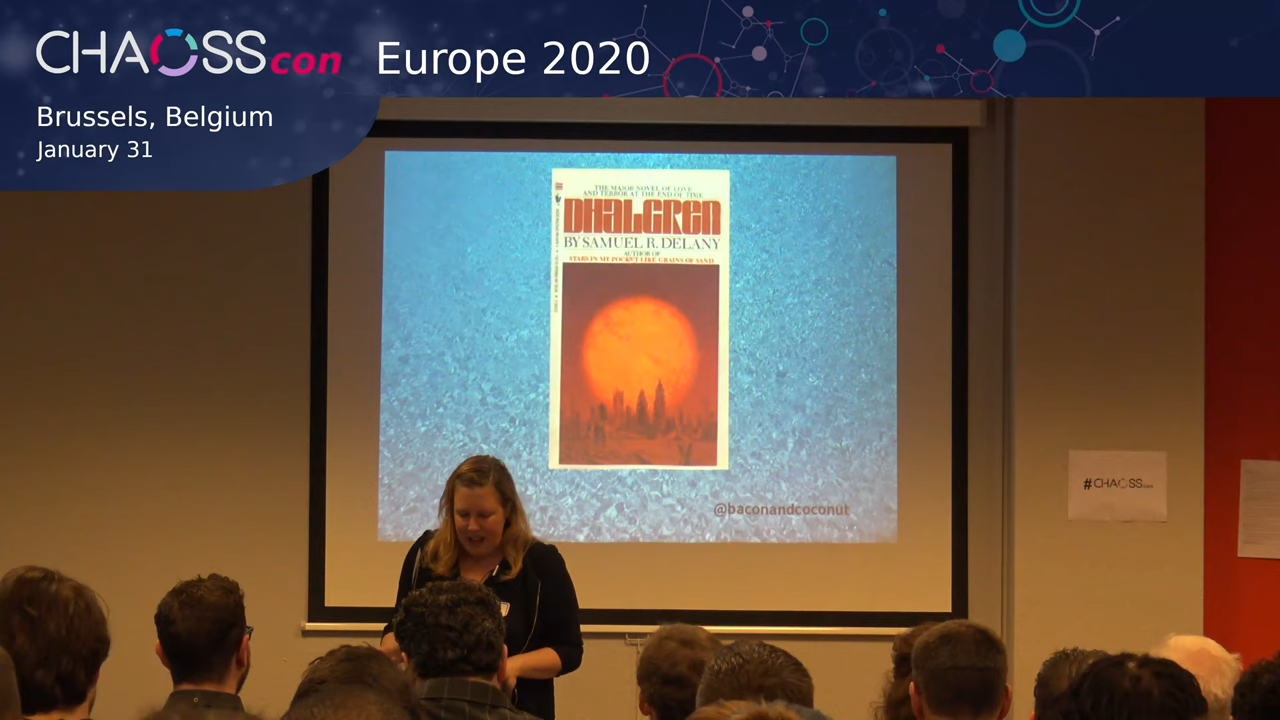 CHAOSScon Europe 2020
Brussels, Belgium
January 31
THE MAJOR NOVEL OF LOVE
AND TERROR AT THE END OF TIME
DHALGREN
BY SAMUEL R. DELANY
AUTHOR OF
STARS IN MY POCKET LIKE GRAINS OF SAND
@baconandcoconut
#CHAOSScon